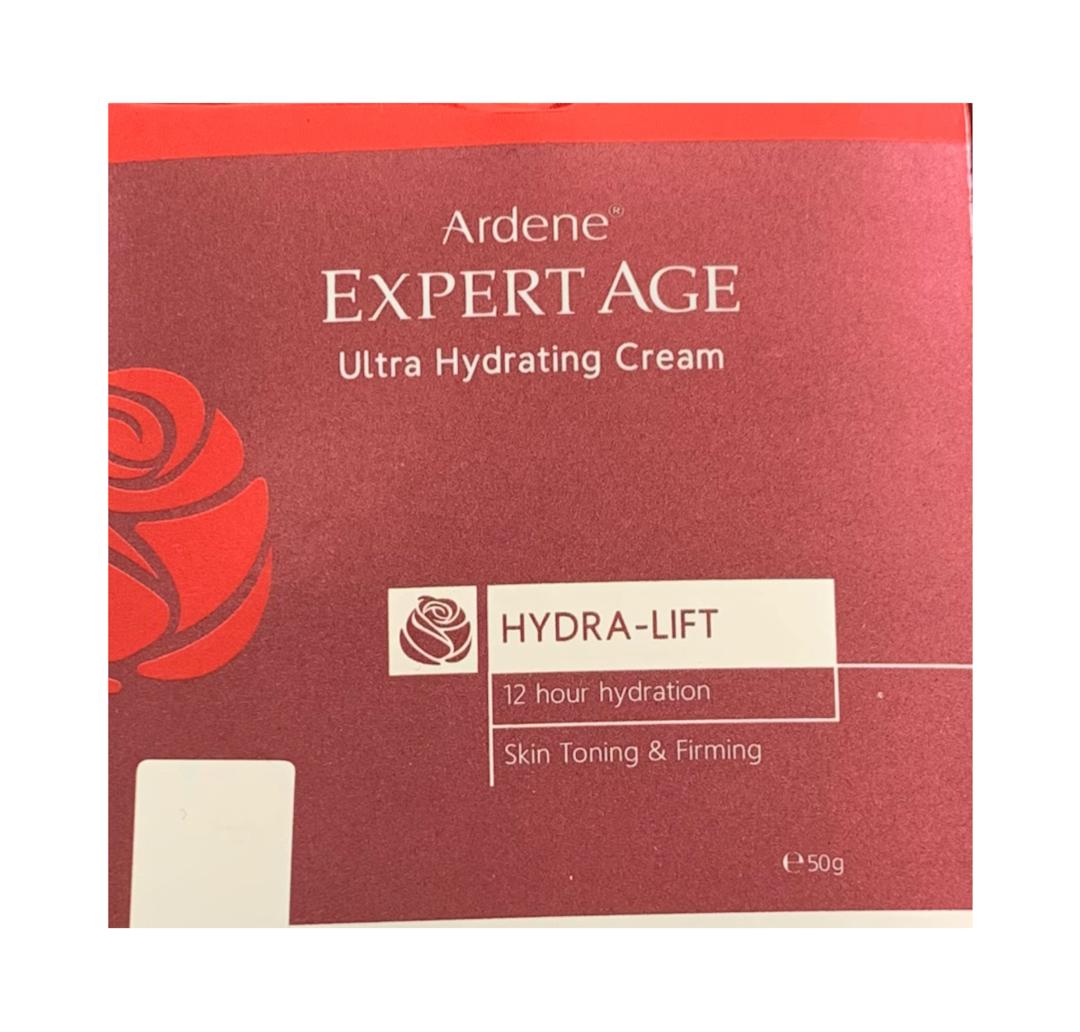 Ardene®
EXPERT AGE
Ultra Hydrating Cream
HYDRA-LIFT
12 hour hydration
Skin Toning & Firming
℮50g